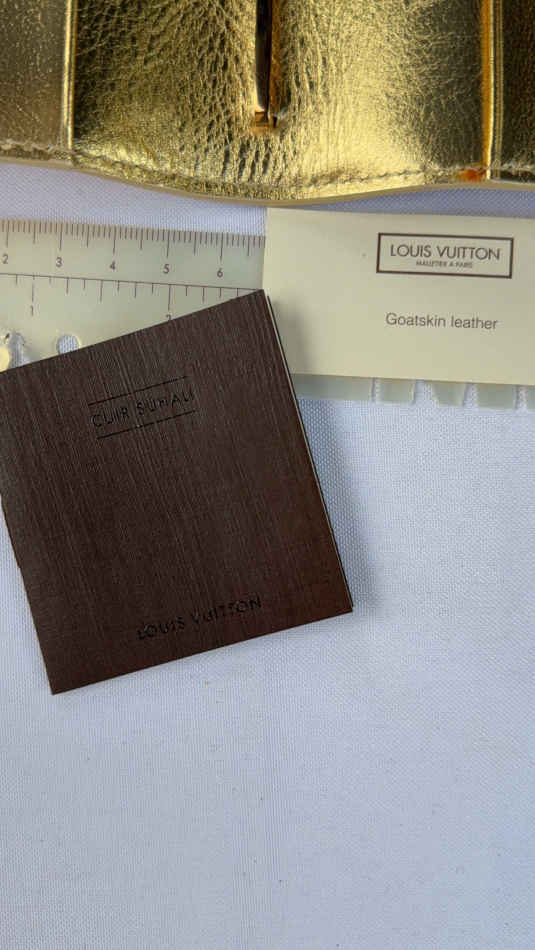 LOUIS VUITTON
MALLETIER A PARIS
Goatskin leather
2 3 4 5 6
1 2
CUIR SUHALI
LOUIS VUITTON